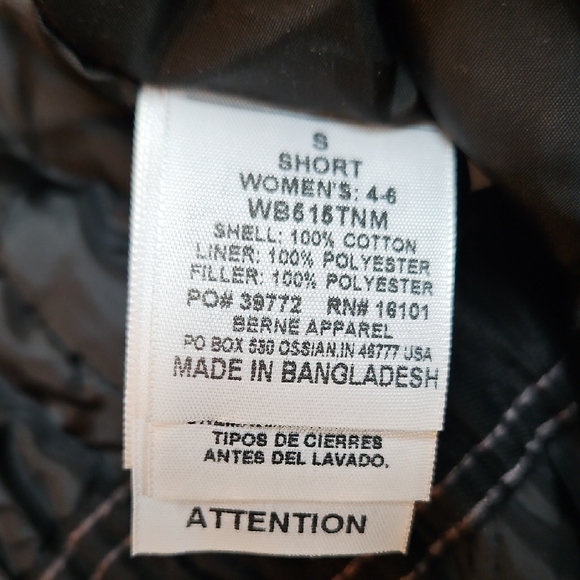 S
SHORT
WOMEN'S: 4-6
WB515TNM
SHELL: 100% COTTON
LINER: 100% POLYESTER
FILLER: 100% POLYESTER
PO# 39772 RN# 16101
BERNE APPAREL
PO BOX 530 OSSIAN,IN 46777 USA
MADE IN BANGLADESH
TIPOS DE CIERRES
ANTES DEL LAVADO.
ATTENTION